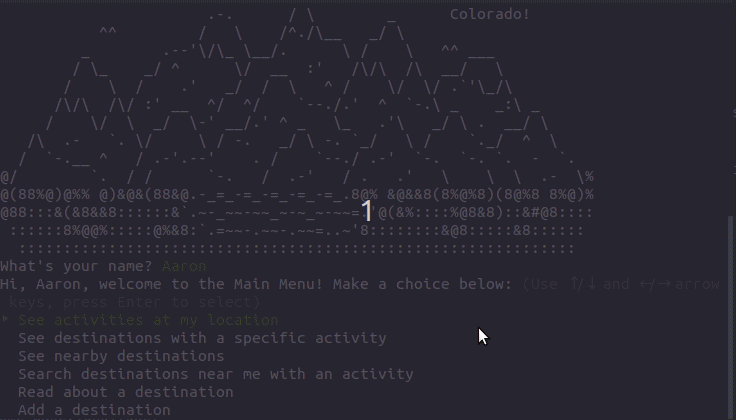 Colorado!
1
What's your name? Aaron
Hi, Aaron, welcome to the Main Menu! Make a choice below: (Use ↑/↓ and ←/→ arrow
keys, press Enter to select)
‣ See activities at my location
See destinations with a specific activity
See nearby destinations
Search destinations near me with an activity
Read about a destination
Add a destination